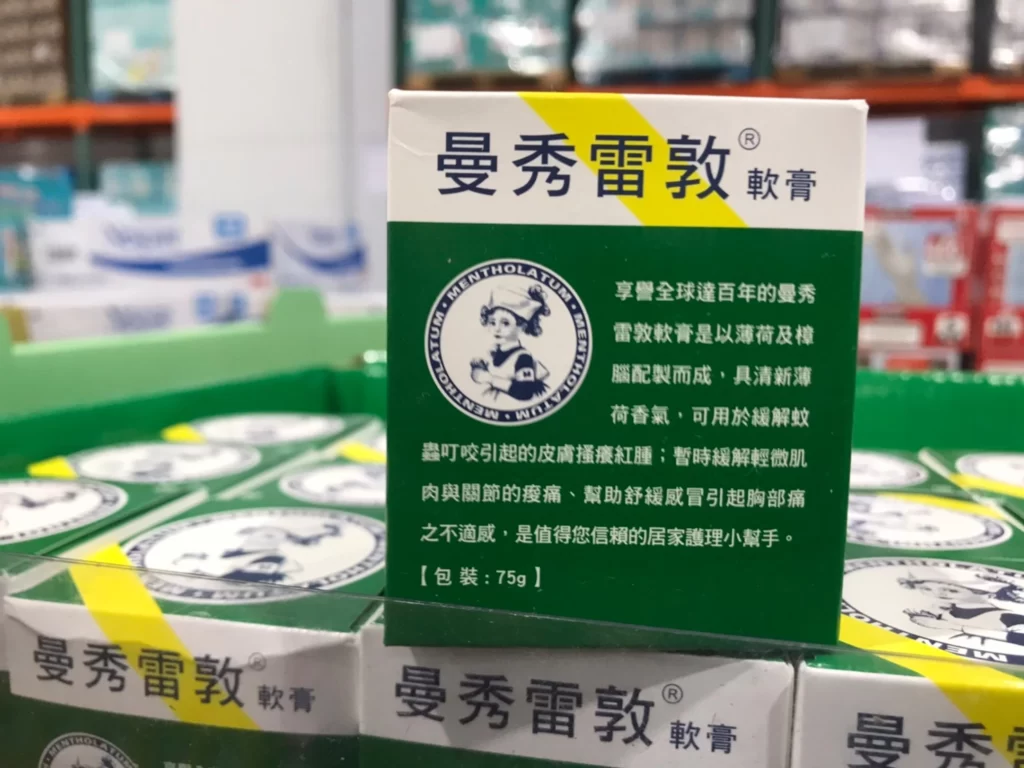 曼秀雷敦® 軟膏
MENTHOLATUM · MENTHOLATUM · MENTHOLATUM
享譽全球達百年的曼秀
雷敦軟膏是以薄荷及樟
腦配製而成，具清新薄
荷香氣，可用於緩解蚊
蟲叮咬引起的皮膚搔癢紅腫；暫時緩解輕微肌
肉與關節的痠痛、幫助舒緩感冒引起胸部痛
之不適感，是值得您信賴的居家護理小幫手。
【包裝:75g】
曼秀雷敦® 軟膏
曼秀雷敦® 軟膏
曼秀雷敦
MENTHOLATUM